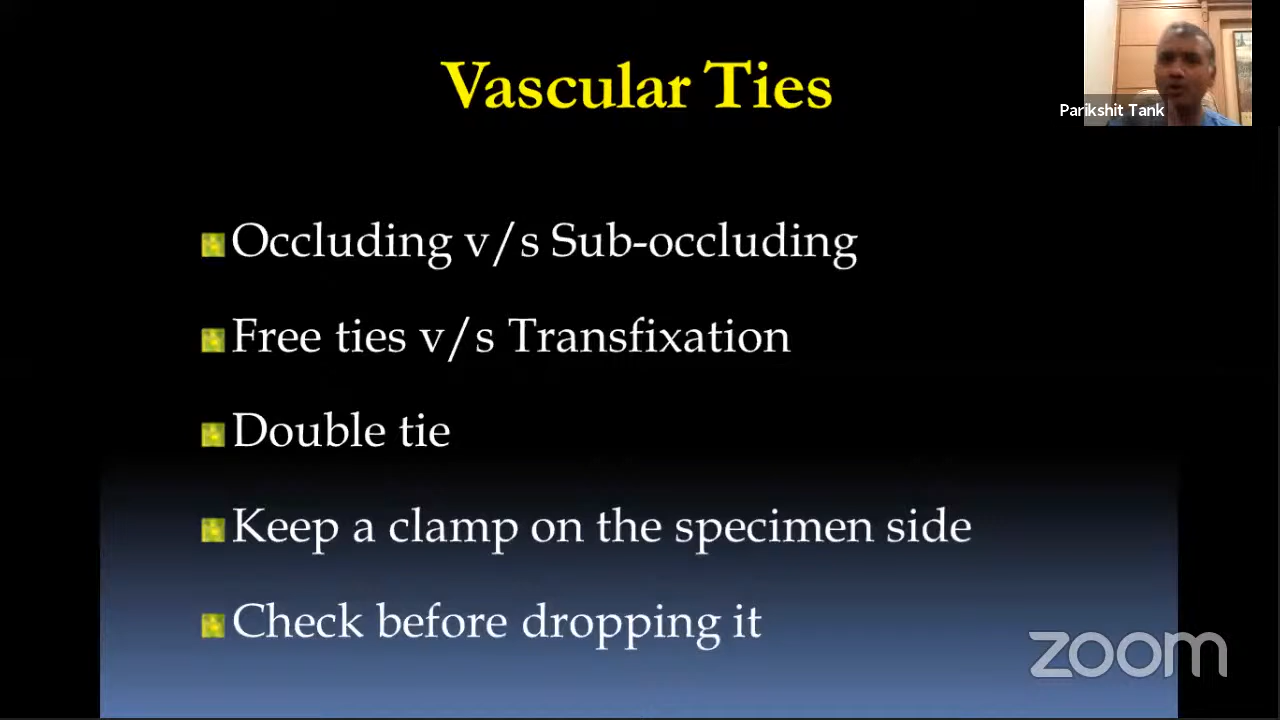 Vascular Ties
Parikshit Tank
Occluding v/s Sub-occluding
Free ties v/s Transfixation
Double tie
Keep a clamp on the specimen side
Check before dropping it
zoom